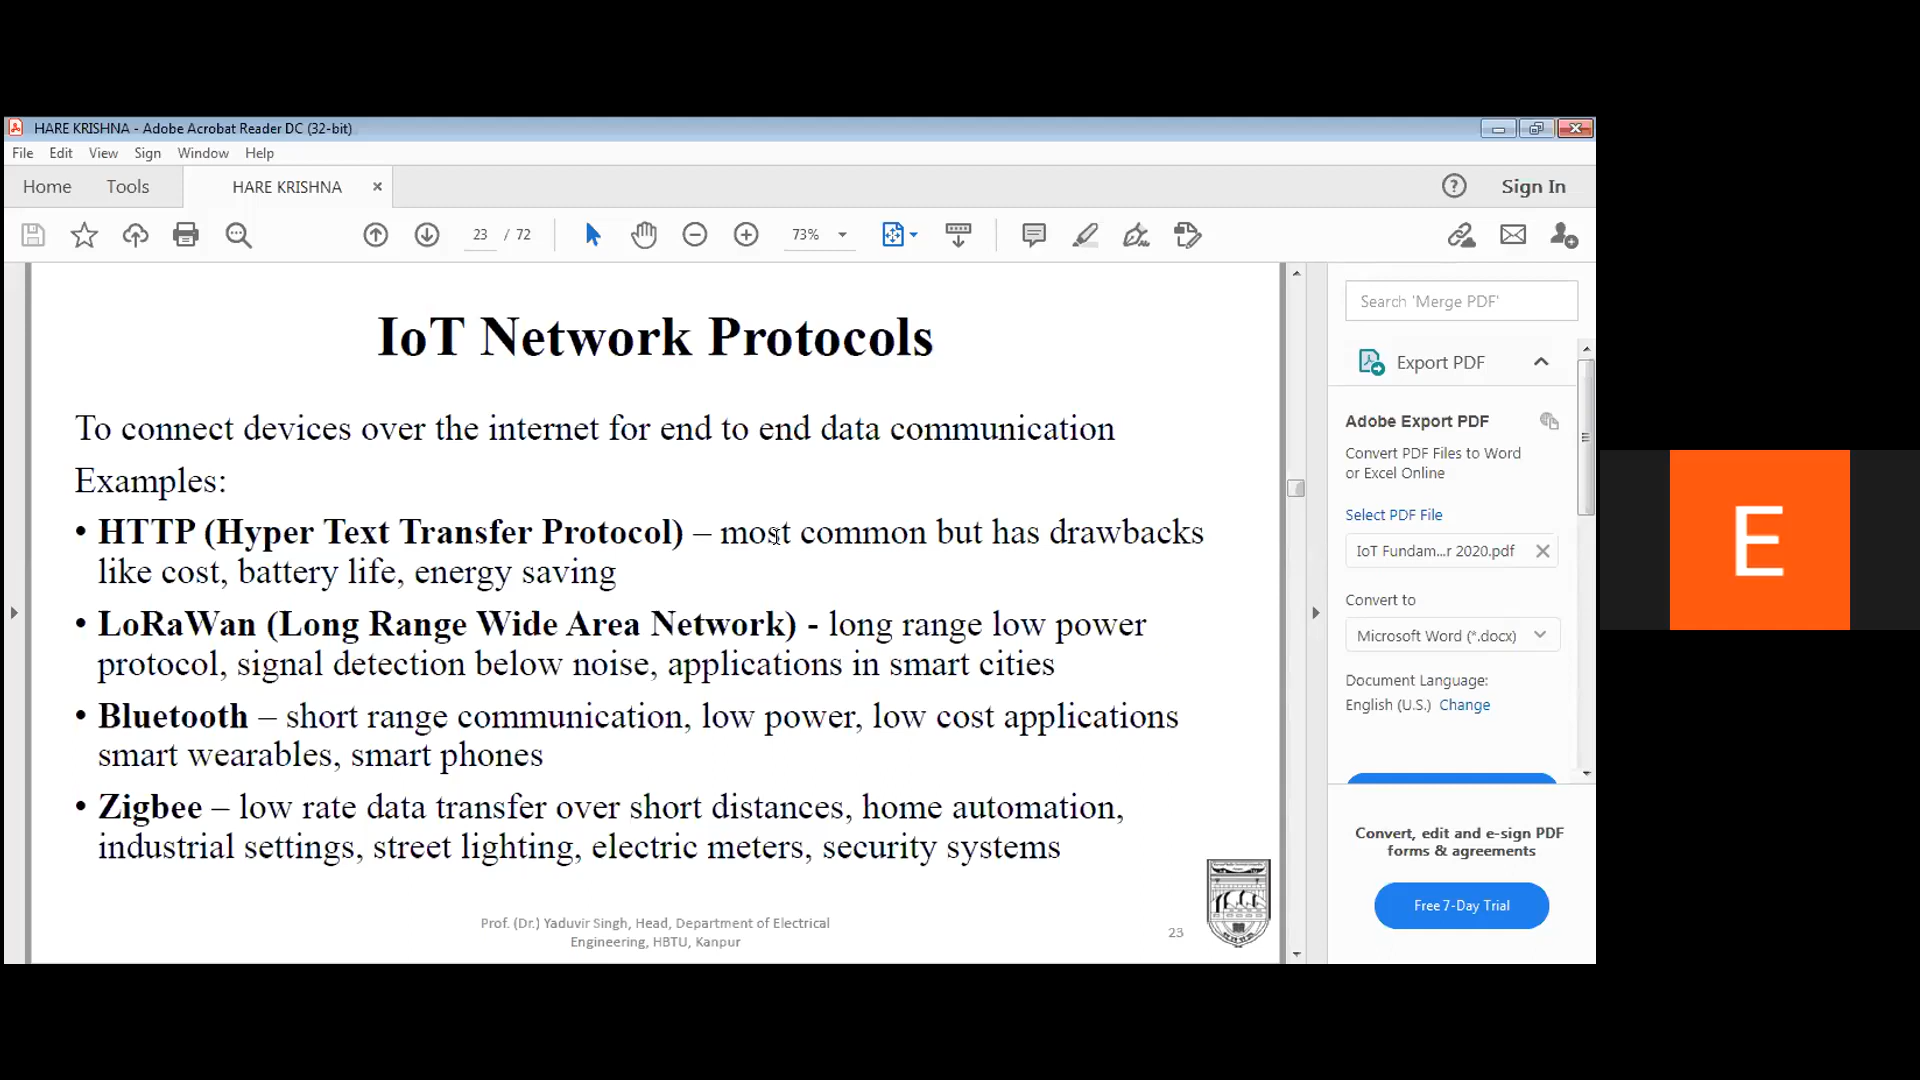 HARE KRISHNA - Adobe Acrobat Reader DC (32-bit)
File Edit View Sign Window Help
Home Tools HARE KRISHNA Sign In
23 / 72 73%
Search 'Merge PDF'
Export PDF
Adobe Export PDF
Convert PDF Files to Word
or Excel Online
Select PDF File
IoT Fundam...r 2020.pdf
Convert to
Microsoft Word (*.docx)
Document Language:
English (U.S.) Change
Convert, edit and e-sign PDF
forms & agreements
Free 7-Day Trial
IoT Network Protocols
To connect devices over the internet for end to end data communication
Examples:
• HTTP (Hyper Text Transfer Protocol) – most common but has drawbacks
like cost, battery life, energy saving
• LoRaWan (Long Range Wide Area Network) - long range low power
protocol, signal detection below noise, applications in smart cities
• Bluetooth – short range communication, low power, low cost applications
smart wearables, smart phones
• Zigbee – low rate data transfer over short distances, home automation,
industrial settings, street lighting, electric meters, security systems
Prof. (Dr.) Yaduvir Singh, Head, Department of Electrical
Engineering, HBTU, Kanpur
23
E